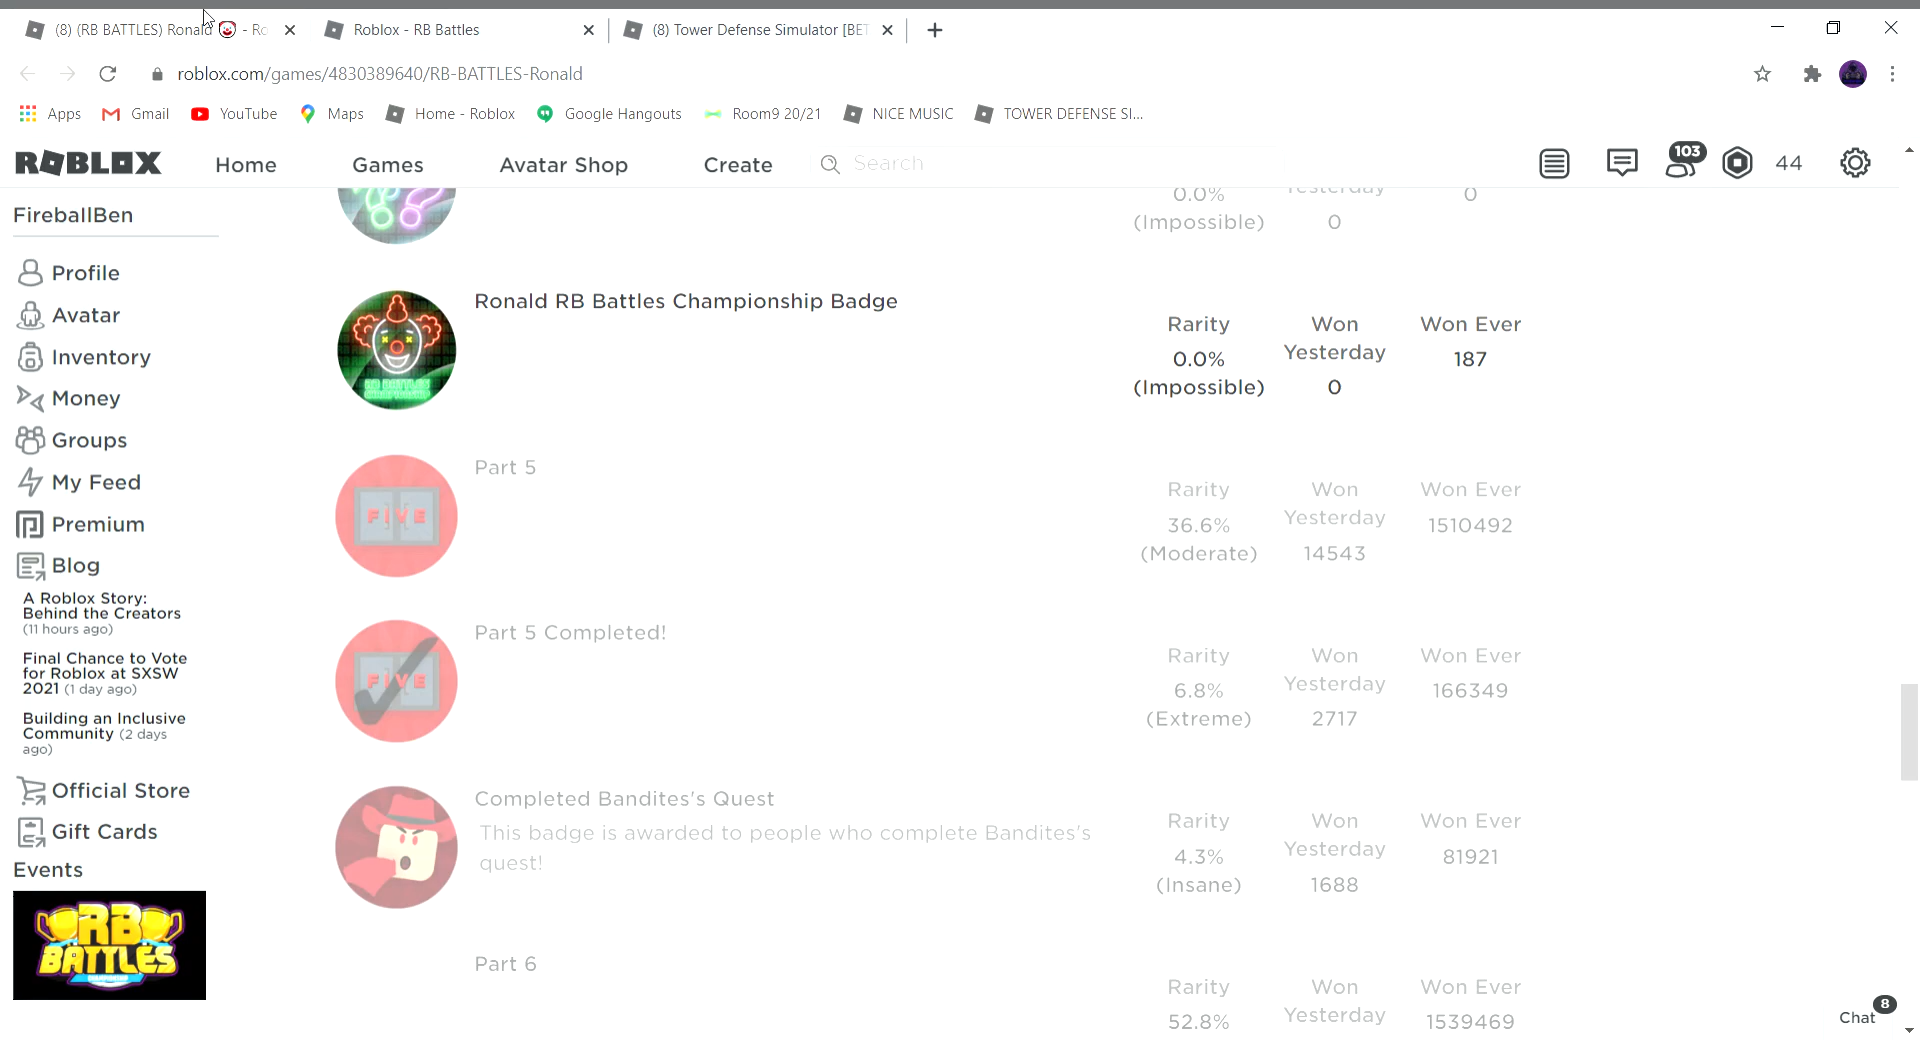 (8) (RB BATTLES) Ronald 🤡 - Ro
Roblox - RB Battles
(8) Tower Defense Simulator [BET
roblox.com/games/4830389640/RB-BATTLES-Ronald
Apps
Gmail
YouTube
Maps
Home - Roblox
Google Hangouts
Room9 20/21
NICE MUSIC
TOWER DEFENSE SI...
ROBLOX
Home
Games
Avatar Shop
Create
Search
103
44
FireballBen
Profile
Avatar
Inventory
Money
Groups
My Feed
Premium
Blog
A Roblox Story:
Behind the Creators
(11 hours ago)
Final Chance to Vote
for Roblox at SXSW
2021 (1 day ago)
Building an Inclusive
Community (2 days
ago)
Official Store
Gift Cards
Events
RB
BATTLES
0.0%
(Impossible)
Yesterday
0
0
Ronald RB Battles Championship Badge
RB BATTLES
CHAMPIONSHIP
Rarity
0.0%
(Impossible)
Won
Yesterday
0
Won Ever
187
FIVE
Part 5
Rarity
36.6%
(Moderate)
Won
Yesterday
14543
Won Ever
1510492
FIVE
Part 5 Completed!
Rarity
6.8%
(Extreme)
Won
Yesterday
2717
Won Ever
166349
Completed Bandites's Quest
This badge is awarded to people who complete Bandites's
quest!
Rarity
4.3%
(Insane)
Won
Yesterday
1688
Won Ever
81921
Part 6
Rarity
52.8%
Won
Yesterday
Won Ever
1539469
Chat
8